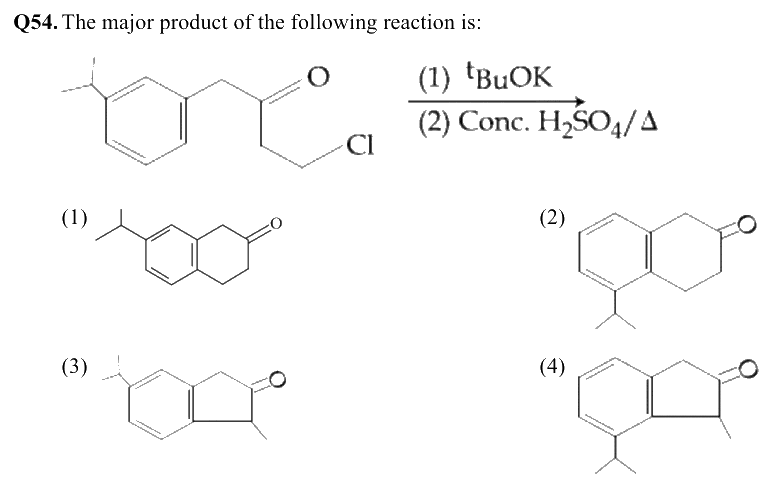 Q54. The major product of the following reaction is:
O
Cl
(1) ᵗBuOK
(2) Conc. H₂SO₄/Δ
(1)
O
(2)
O
(3)
O
(4)
O